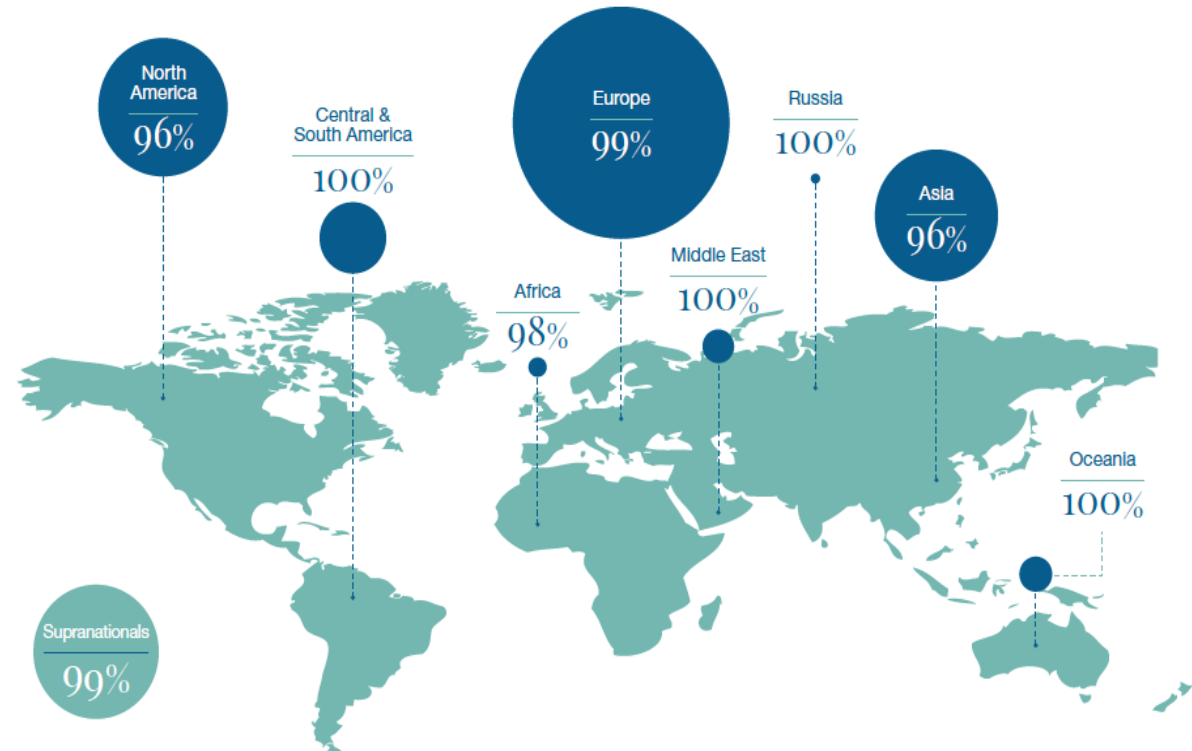 North
America
96%
Central &
South America
100%
Europe
99%
Russia
100%
Asia
96%
Middle East
100%
Africa
98%
Oceania
100%
Supranationals
99%